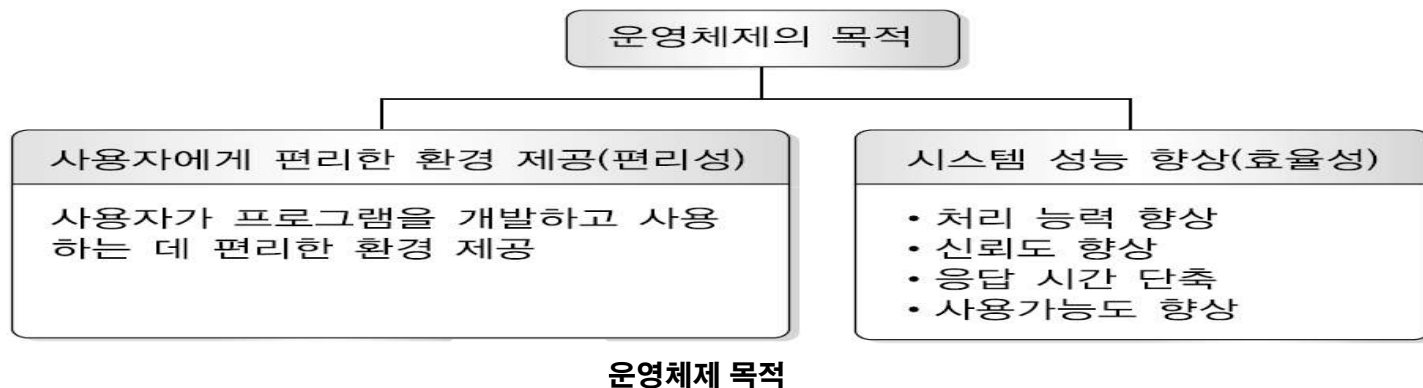 운영체제의 목적
사용자에게 편리한 환경 제공(편리성)
사용자가 프로그램을 개발하고 사용
하는 데 편리한 환경 제공
시스템 성능 향상(효율성)
• 처리 능력 향상
• 신뢰도 향상
• 응답 시간 단축
• 사용가능도 향상
운영체제 목적